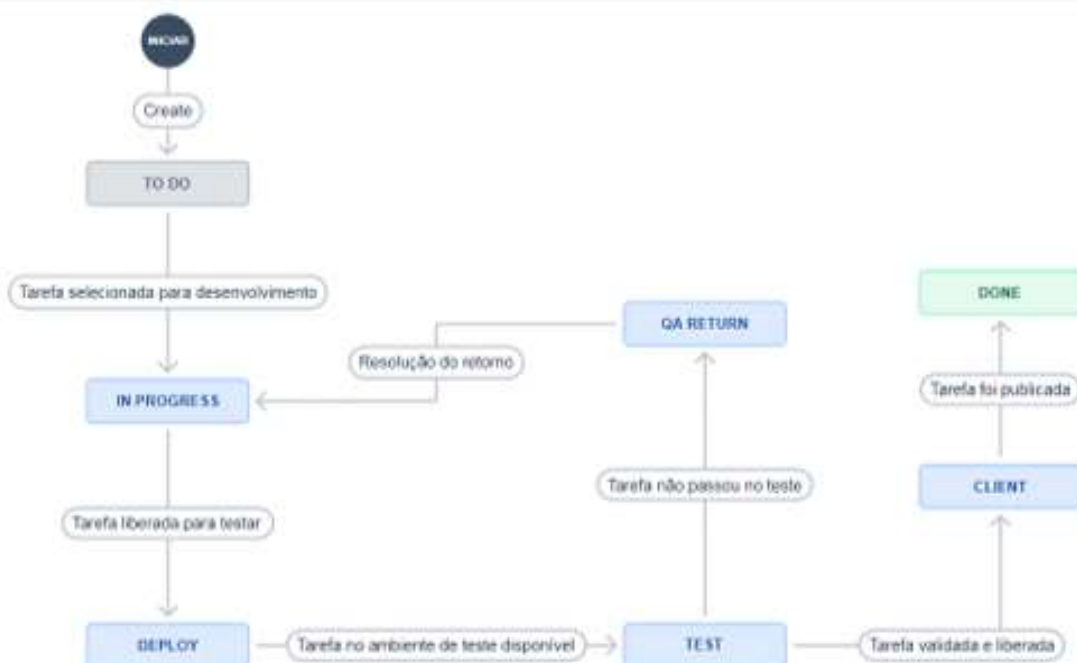 INICIAR
Create
TO DO
Tarefa selecionada para desenvolvimento
DONE
QA RETURN
Resolução do retorno
Tarefa foi publicada
IN PROGRESS
Tarefa não passou no teste
CLIENT
Tarefa liberada para testar
DEPLOY
Tarefa no ambiente de teste disponível
TEST
Tarefa validada e liberada